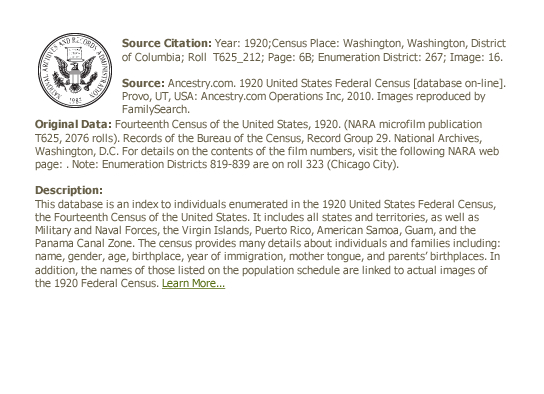 NATIONAL ARCHIVES AND RECORDS ADMINISTRATION
1985
Source Citation: Year: 1920;Census Place: Washington, Washington, District
of Columbia; Roll  T625_212; Page: 6B; Enumeration District: 267; Image: 16.
Source: Ancestry.com. 1920 United States Federal Census [database on-line].
Provo, UT, USA: Ancestry.com Operations Inc, 2010. Images reproduced by
FamilySearch.
Original Data: Fourteenth Census of the United States, 1920. (NARA microfilm publication
T625, 2076 rolls). Records of the Bureau of the Census, Record Group 29. National Archives,
Washington, D.C. For details on the contents of the film numbers, visit the following NARA web
page: . Note: Enumeration Districts 819-839 are on roll 323 (Chicago City).
Description:
This database is an index to individuals enumerated in the 1920 United States Federal Census,
the Fourteenth Census of the United States. It includes all states and territories, as well as
Military and Naval Forces, the Virgin Islands, Puerto Rico, American Samoa, Guam, and the
Panama Canal Zone. The census provides many details about individuals and families including:
name, gender, age, birthplace, year of immigration, mother tongue, and parents’ birthplaces. In
addition, the names of those listed on the population schedule are linked to actual images of
the 1920 Federal Census. Learn More...